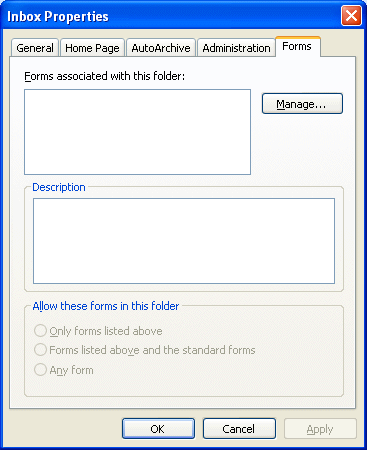 Inbox Properties
General Home Page AutoArchive Administration Forms
Forms associated with this folder:
Manage...
Description
Allow these forms in this folder
Only forms listed above
Forms listed above and the standard forms
Any form
OK Cancel Apply